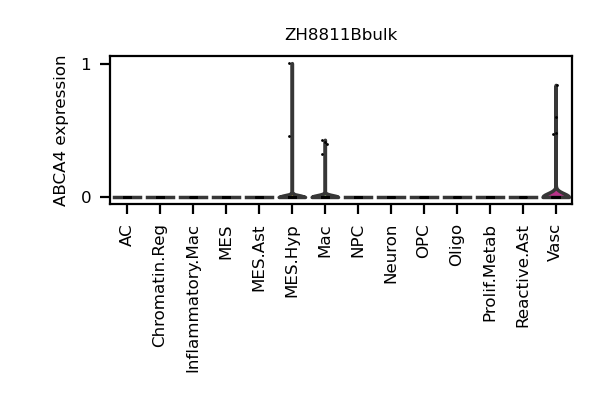 ZH8811Bbulk
ABCA4 expression
1
0
AC
Chromatin.Reg
Inflammatory.Mac
MES
MES.Ast
MES.Hyp
Mac
NPC
Neuron
OPC
Oligo
Prolif.Metab
Reactive.Ast
Vasc